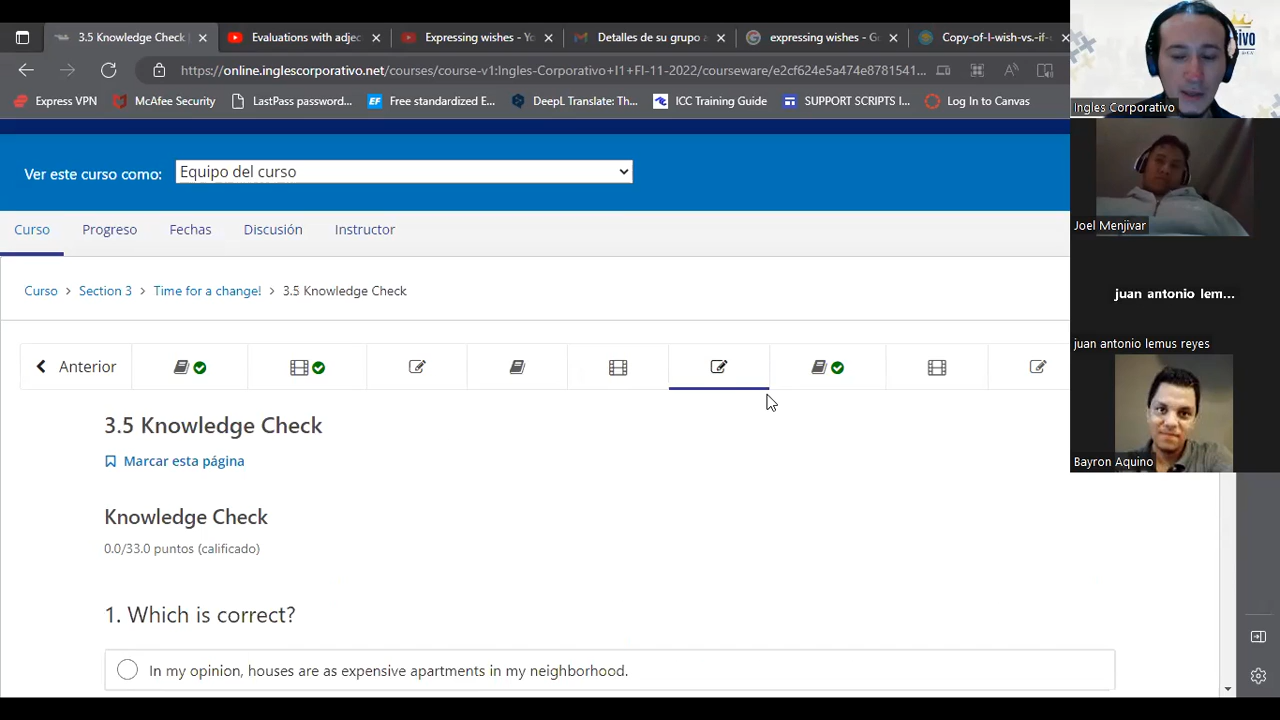 3.5 Knowledge Check
Evaluations with adjec
Expressing wishes - Yo
Detalles de su grupo a
expressing wishes - Go
Copy-of-I-wish-vs.-if-o
https://online.inglescorporativo.net/courses/course-v1:Ingles-Corporativo+I1+FI-11-2022/courseware/e2cf624e5a474e8781541...
Express VPN
McAfee Security
LastPass password...
Free standardized E...
DeepL Translate: Th...
ICC Training Guide
SUPPORT SCRIPTS I...
Log In to Canvas
Ingles Corporativo
Ver este curso como:
Equipo del curso
Joel Menjivar
Curso
Progreso
Fechas
Discusión
Instructor
Curso > Section 3 > Time for a change! > 3.5 Knowledge Check
juan antonio lem...
juan antonio lemus reyes
Anterior
3.5 Knowledge Check
Marcar esta página
Bayron Aquino
Knowledge Check
0.0/33.0 puntos (calificado)
1. Which is correct?
In my opinion, houses are as expensive apartments in my neighborhood.